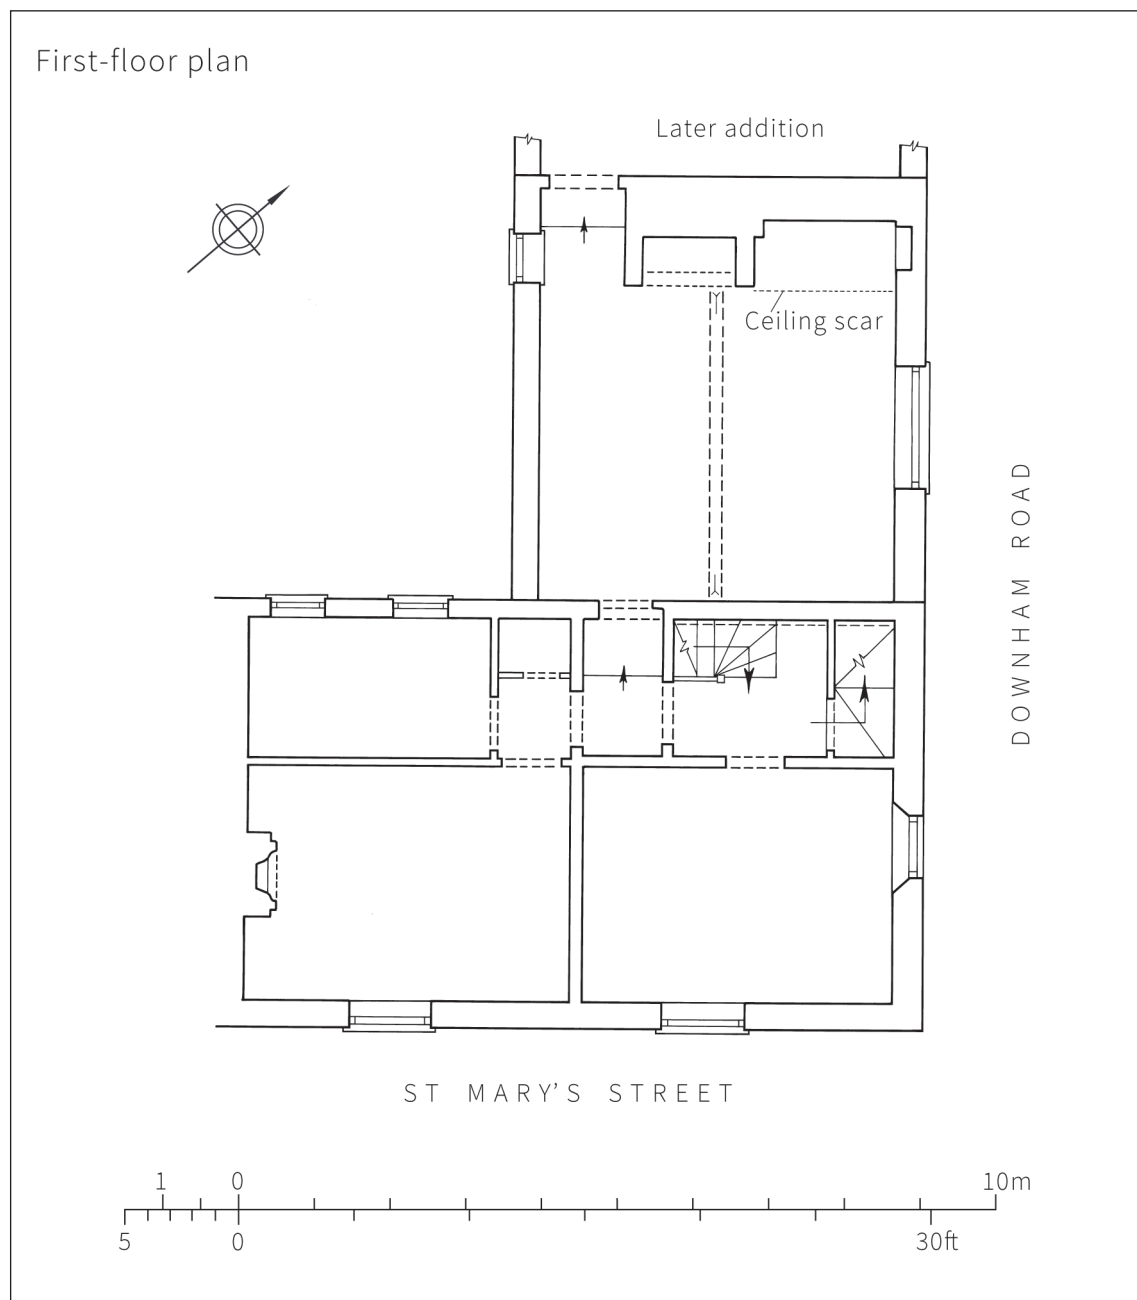 First-floor plan
Later addition
Ceiling scar
DOWNHAM ROAD
ST MARY’S STREET
1 0 10m
5 0 30ft